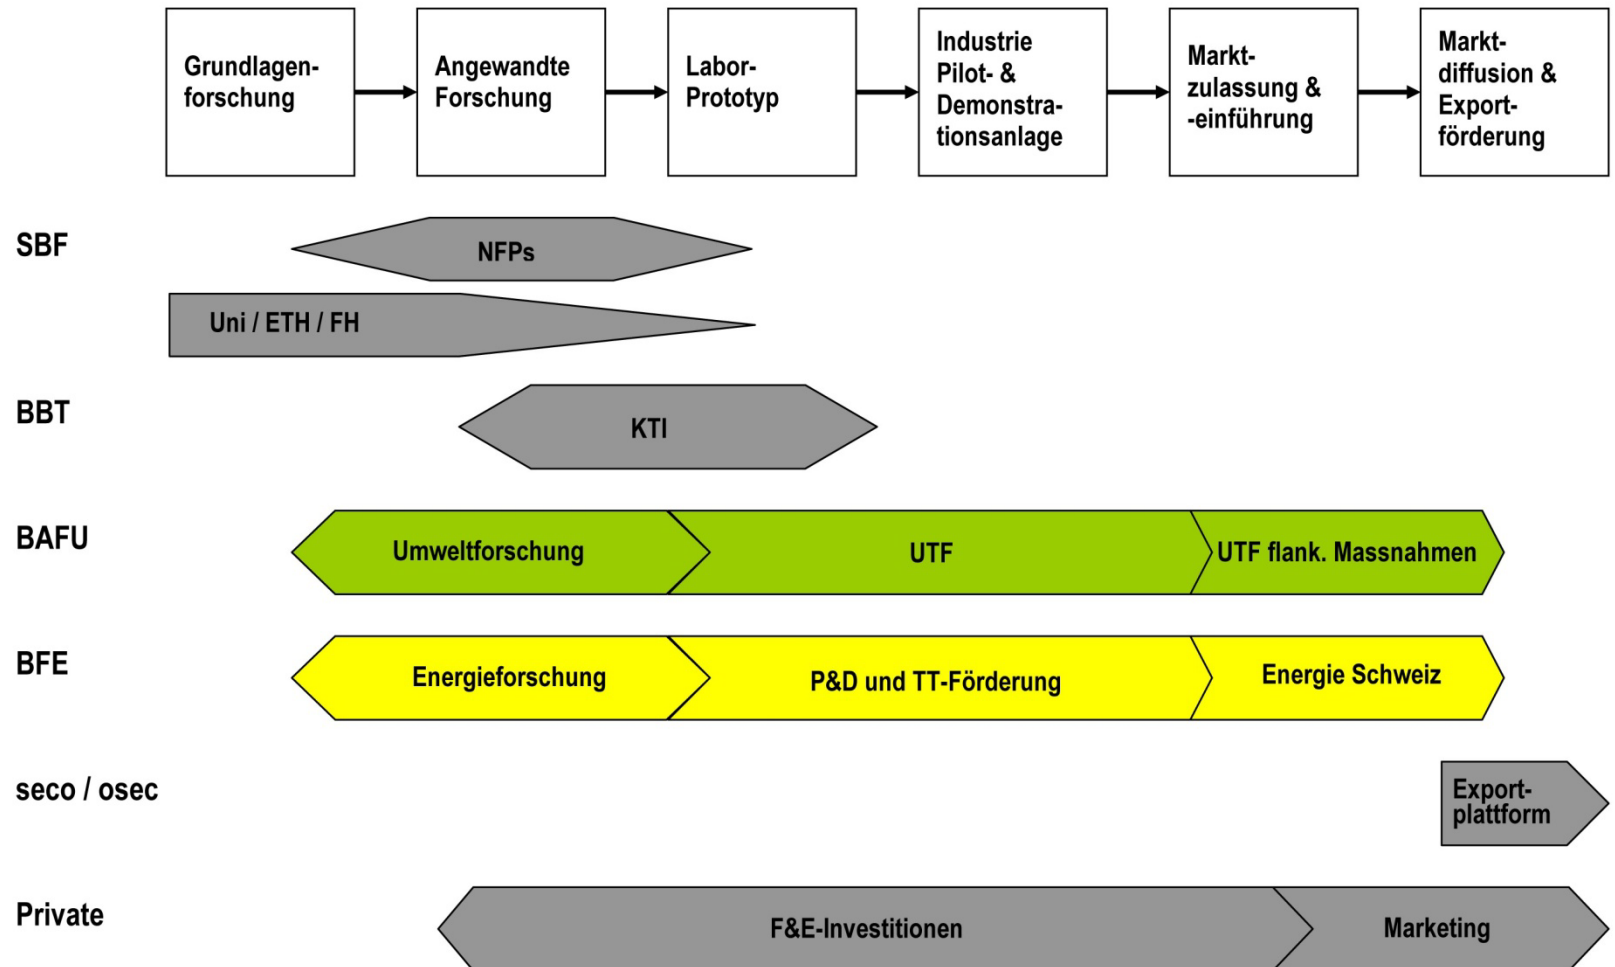 Grundlagen-
forschung
Angewandte
Forschung
Labor-
Prototyp
Industrie
Pilot- &
Demonstra-
tionsanlage
Markt-
zulassung &
-einführung
Markt-
diffusion &
Export-
förderung
SBF
NFPs
Uni / ETH / FH
BBT
KTI
BAFU
Umweltforschung
UTF
UTF flank. Massnahmen
BFE
Energieforschung
P&D und TT-Förderung
Energie Schweiz
seco / osec
Export-
plattform
Private
F&E-Investitionen
Marketing